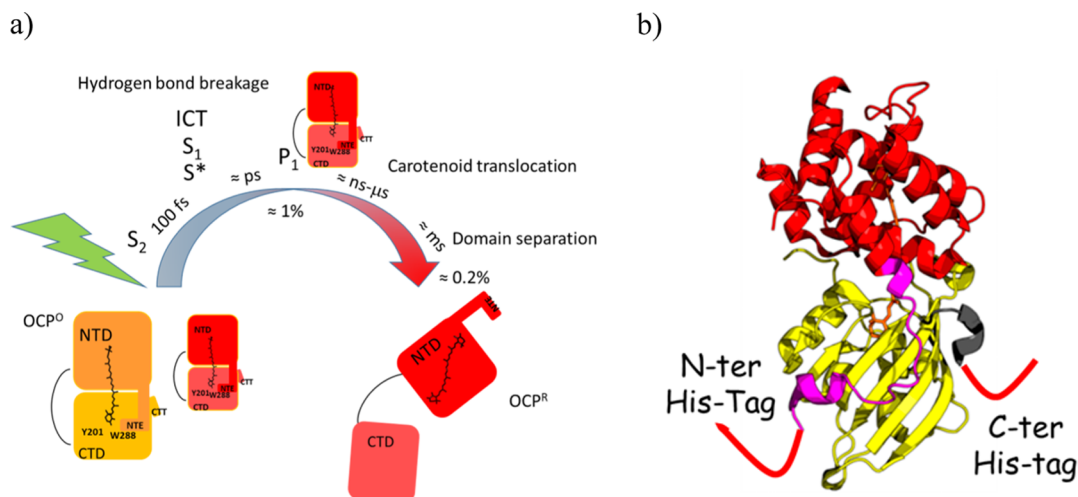 a)
b)
Hydrogen bond breakage
ICT
S1
S*
≈ ps
100 fs
S2
P1
NTD
Y201 W288
NTE
CTT
CTD
Carotenoid translocation
≈ ns-μs
≈ 1%
≈ ms
Domain separation
≈ 0.2%
OCPO
NTD
Y201
W288
NTE
CTT
CTD
NTD
Y201 W288
NTE
CTT
CTD
NTE
NTD
OCPR
CTD
N-ter
His-Tag
C-ter
His-tag